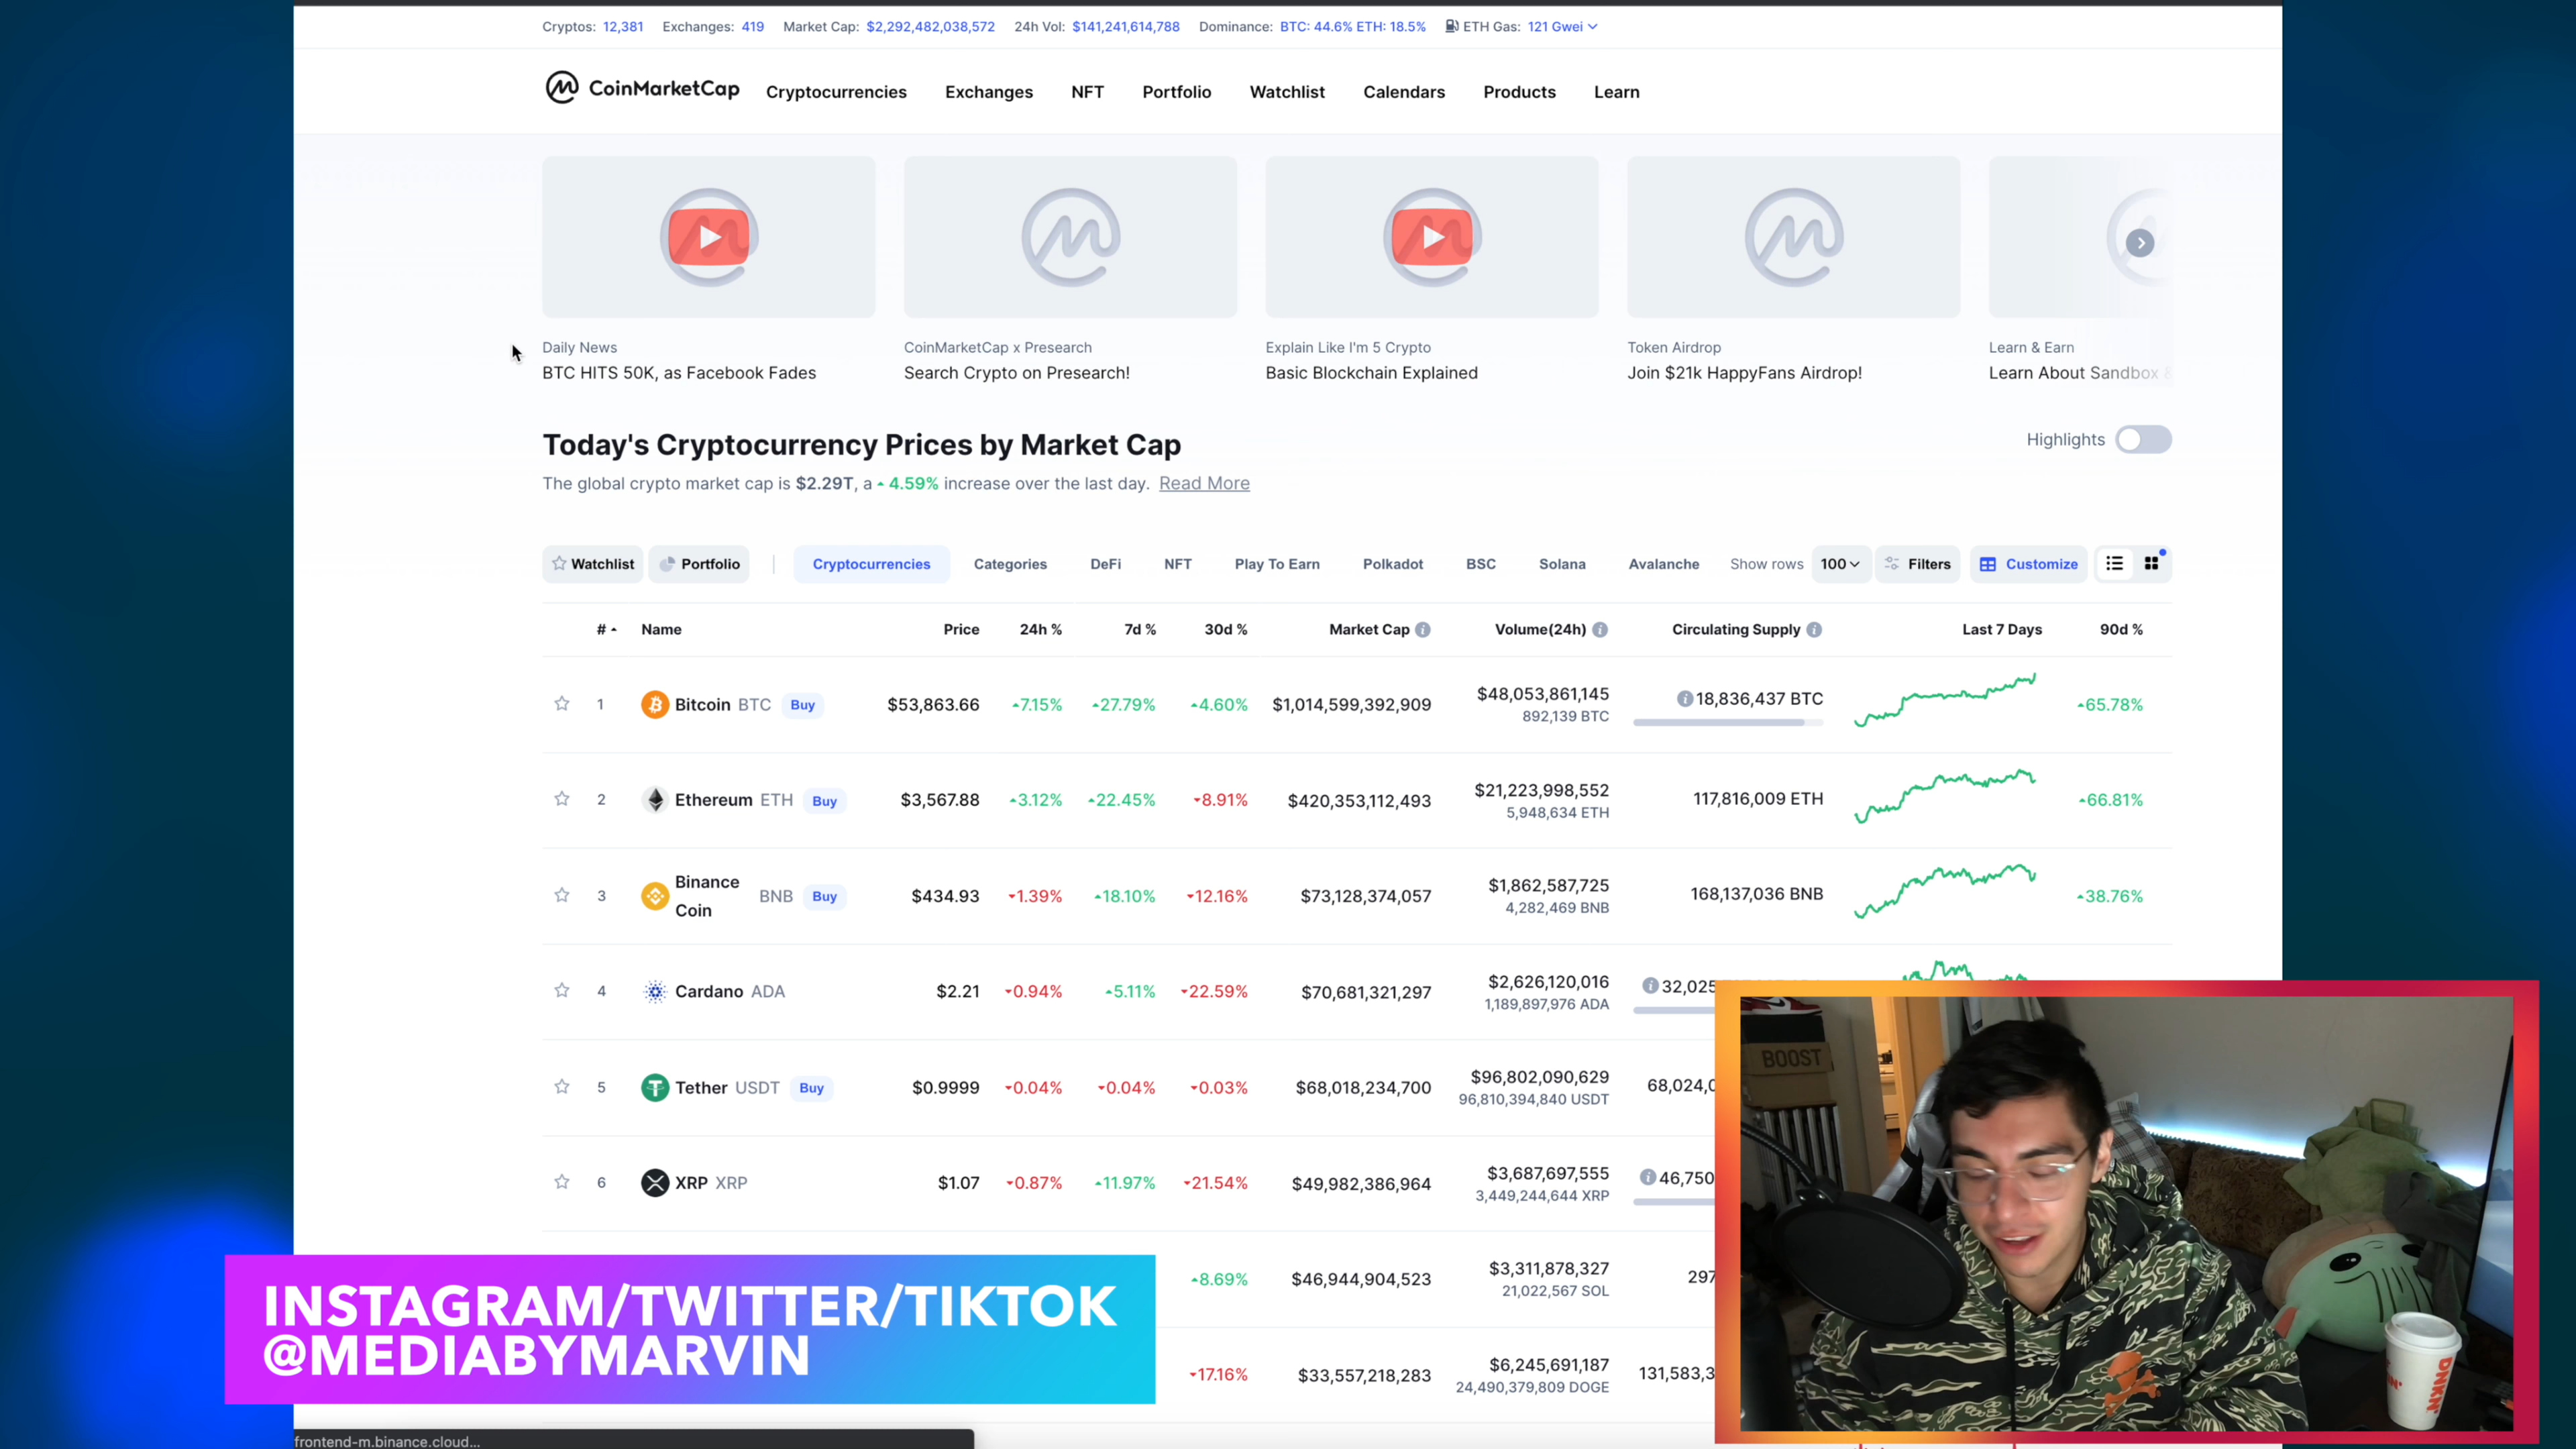 Cryptos: 12,381 Exchanges: 419 Market Cap: $2,292,482,038,572 24h Vol: $141,241,614,788 Dominance: BTC: 44.6% ETH: 18.5% ETH Gas: 121 Gwei
CoinMarketCap Cryptocurrencies Exchanges NFT Portfolio Watchlist Calendars Products Learn
Daily News
BTC HITS 50K, as Facebook Fades
CoinMarketCap x Presearch
Search Crypto on Presearch!
Explain Like I'm 5 Crypto
Basic Blockchain Explained
Token Airdrop
Join $21k HappyFans Airdrop!
Learn & Earn
Learn About Sandbox &
Today's Cryptocurrency Prices by Market Cap
Highlights
The global crypto market cap is $2.29T, a 4.59% increase over the last day. Read More
Watchlist Portfolio Cryptocurrencies Categories DeFi NFT Play To Earn Polkadot BSC Solana Avalanche Show rows 100 Filters Customize
# Name Price 24h % 7d % 30d % Market Cap Volume(24h) Circulating Supply Last 7 Days 90d %
1 Bitcoin BTC Buy $53,863.66 7.15% 27.79% 4.60% $1,014,599,392,909 $48,053,861,145 18,836,437 BTC 65.78%
892,139 BTC
2 Ethereum ETH Buy $3,567.88 3.12% 22.45% 8.91% $420,353,112,493 $21,223,998,552 117,816,009 ETH 66.81%
5,948,634 ETH
3 Binance Coin BNB Buy $434.93 1.39% 18.10% 12.16% $73,128,374,057 $1,862,587,725 168,137,036 BNB 38.76%
4,282,469 BNB
4 Cardano ADA $2.21 0.94% 5.11% 22.59% $70,681,321,297 $2,626,120,016 32,025
1,189,897,976 ADA
5 Tether USDT Buy $0.9999 0.04% 0.04% 0.03% $68,018,234,700 $96,802,090,629 68,024,0
96,810,394,840 USDT
6 XRP XRP $1.07 0.87% 11.97% 21.54% $49,982,386,964 $3,687,697,555 46,750
3,449,244,644 XRP
8.69% $46,944,904,523 $3,311,878,327 297
21,022,567 SOL
17.16% $33,557,218,283 $6,245,691,187 131,583,3
24,490,379,809 DOGE
INSTAGRAM/TWITTER/TIKTOK
@MEDIABYMARVIN
frontend-m.binance.cloud...
BOOST
DUNKIN'